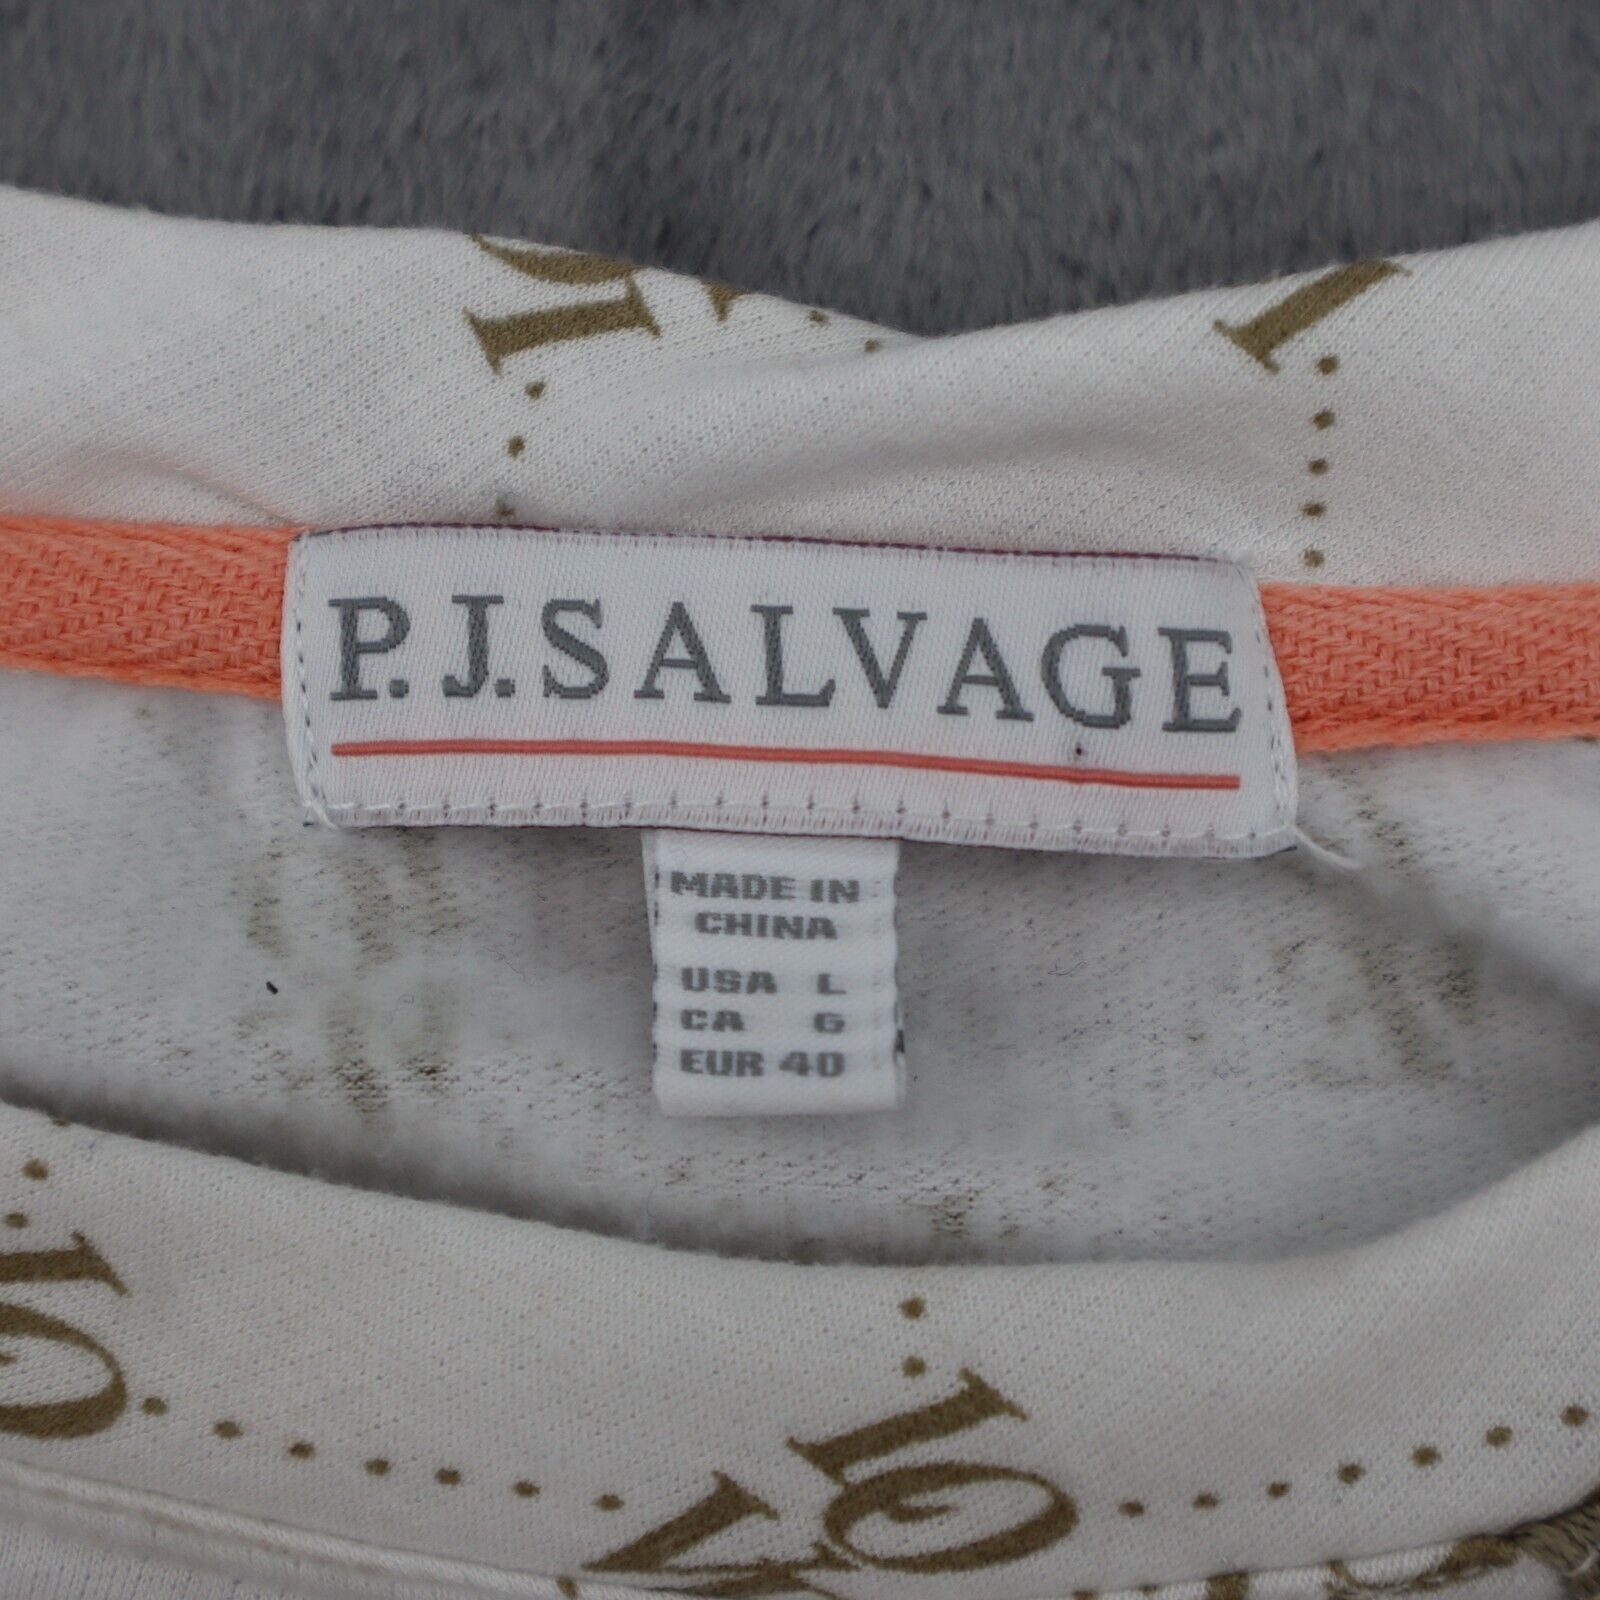 P.J.SALVAGE
MADE IN
CHINA
USA L
CA G
EUR 40